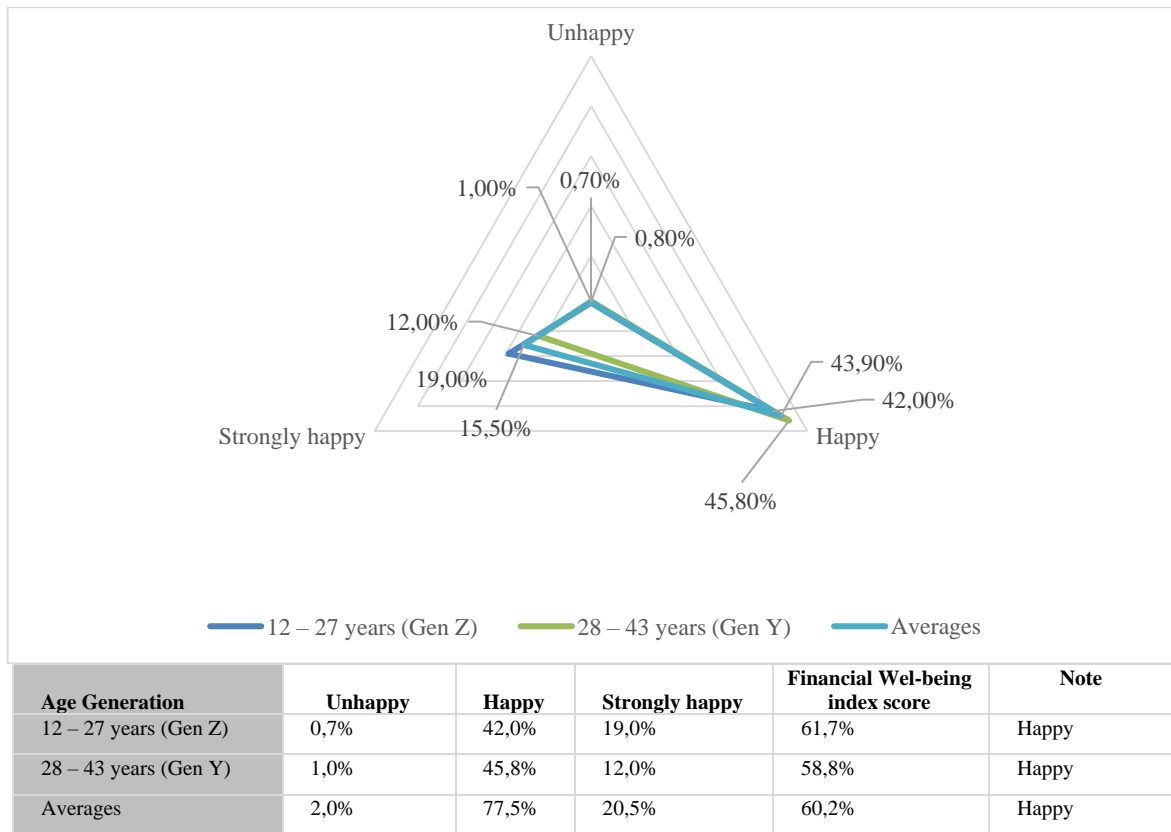 Unhappy
1,00%
0,70%
0,80%
12,00%
19,00%
15,50%
43,90%
42,00%
45,80%
Strongly happy
Happy
12 – 27 years (Gen Z)
28 – 43 years (Gen Y)
Averages
Age Generation Unhappy Happy Strongly happy Financial Wel-being index score Note
12 – 27 years (Gen Z) 0,7% 42,0% 19,0% 61,7% Happy
28 – 43 years (Gen Y) 1,0% 45,8% 12,0% 58,8% Happy
Averages 2,0% 77,5% 20,5% 60,2% Happy